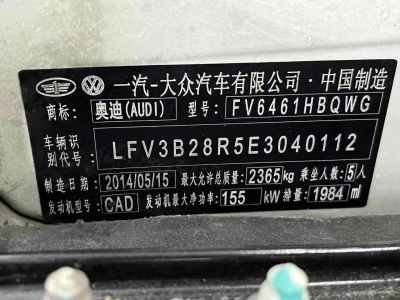 一汽-大众汽车有限公司·中国制造
商标: 奥迪(AUDI) 型号: FV6461HBQWG
车辆识别代号: LFV3B28R5E3040112
制造日期 2014/05/15 最大允许总质量 2365kg 乘坐人数: 5人
发动机型号 CAD 发动机最大净功率: 155 kW 排量: 1984 ml